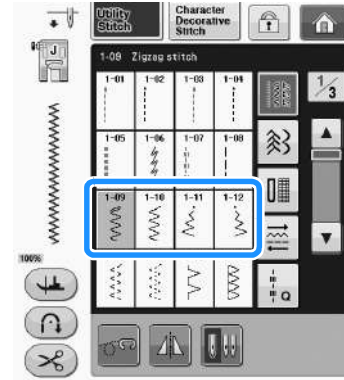 Utility
Stitch
Character
Decorative
Stitch
J
1-09 Zigzag stitch
1/3
1-01 1-02 1-03 1-04
1-05 1-06 1-07 1-08
1-09 1-10 1-11 1-12
100%
Q